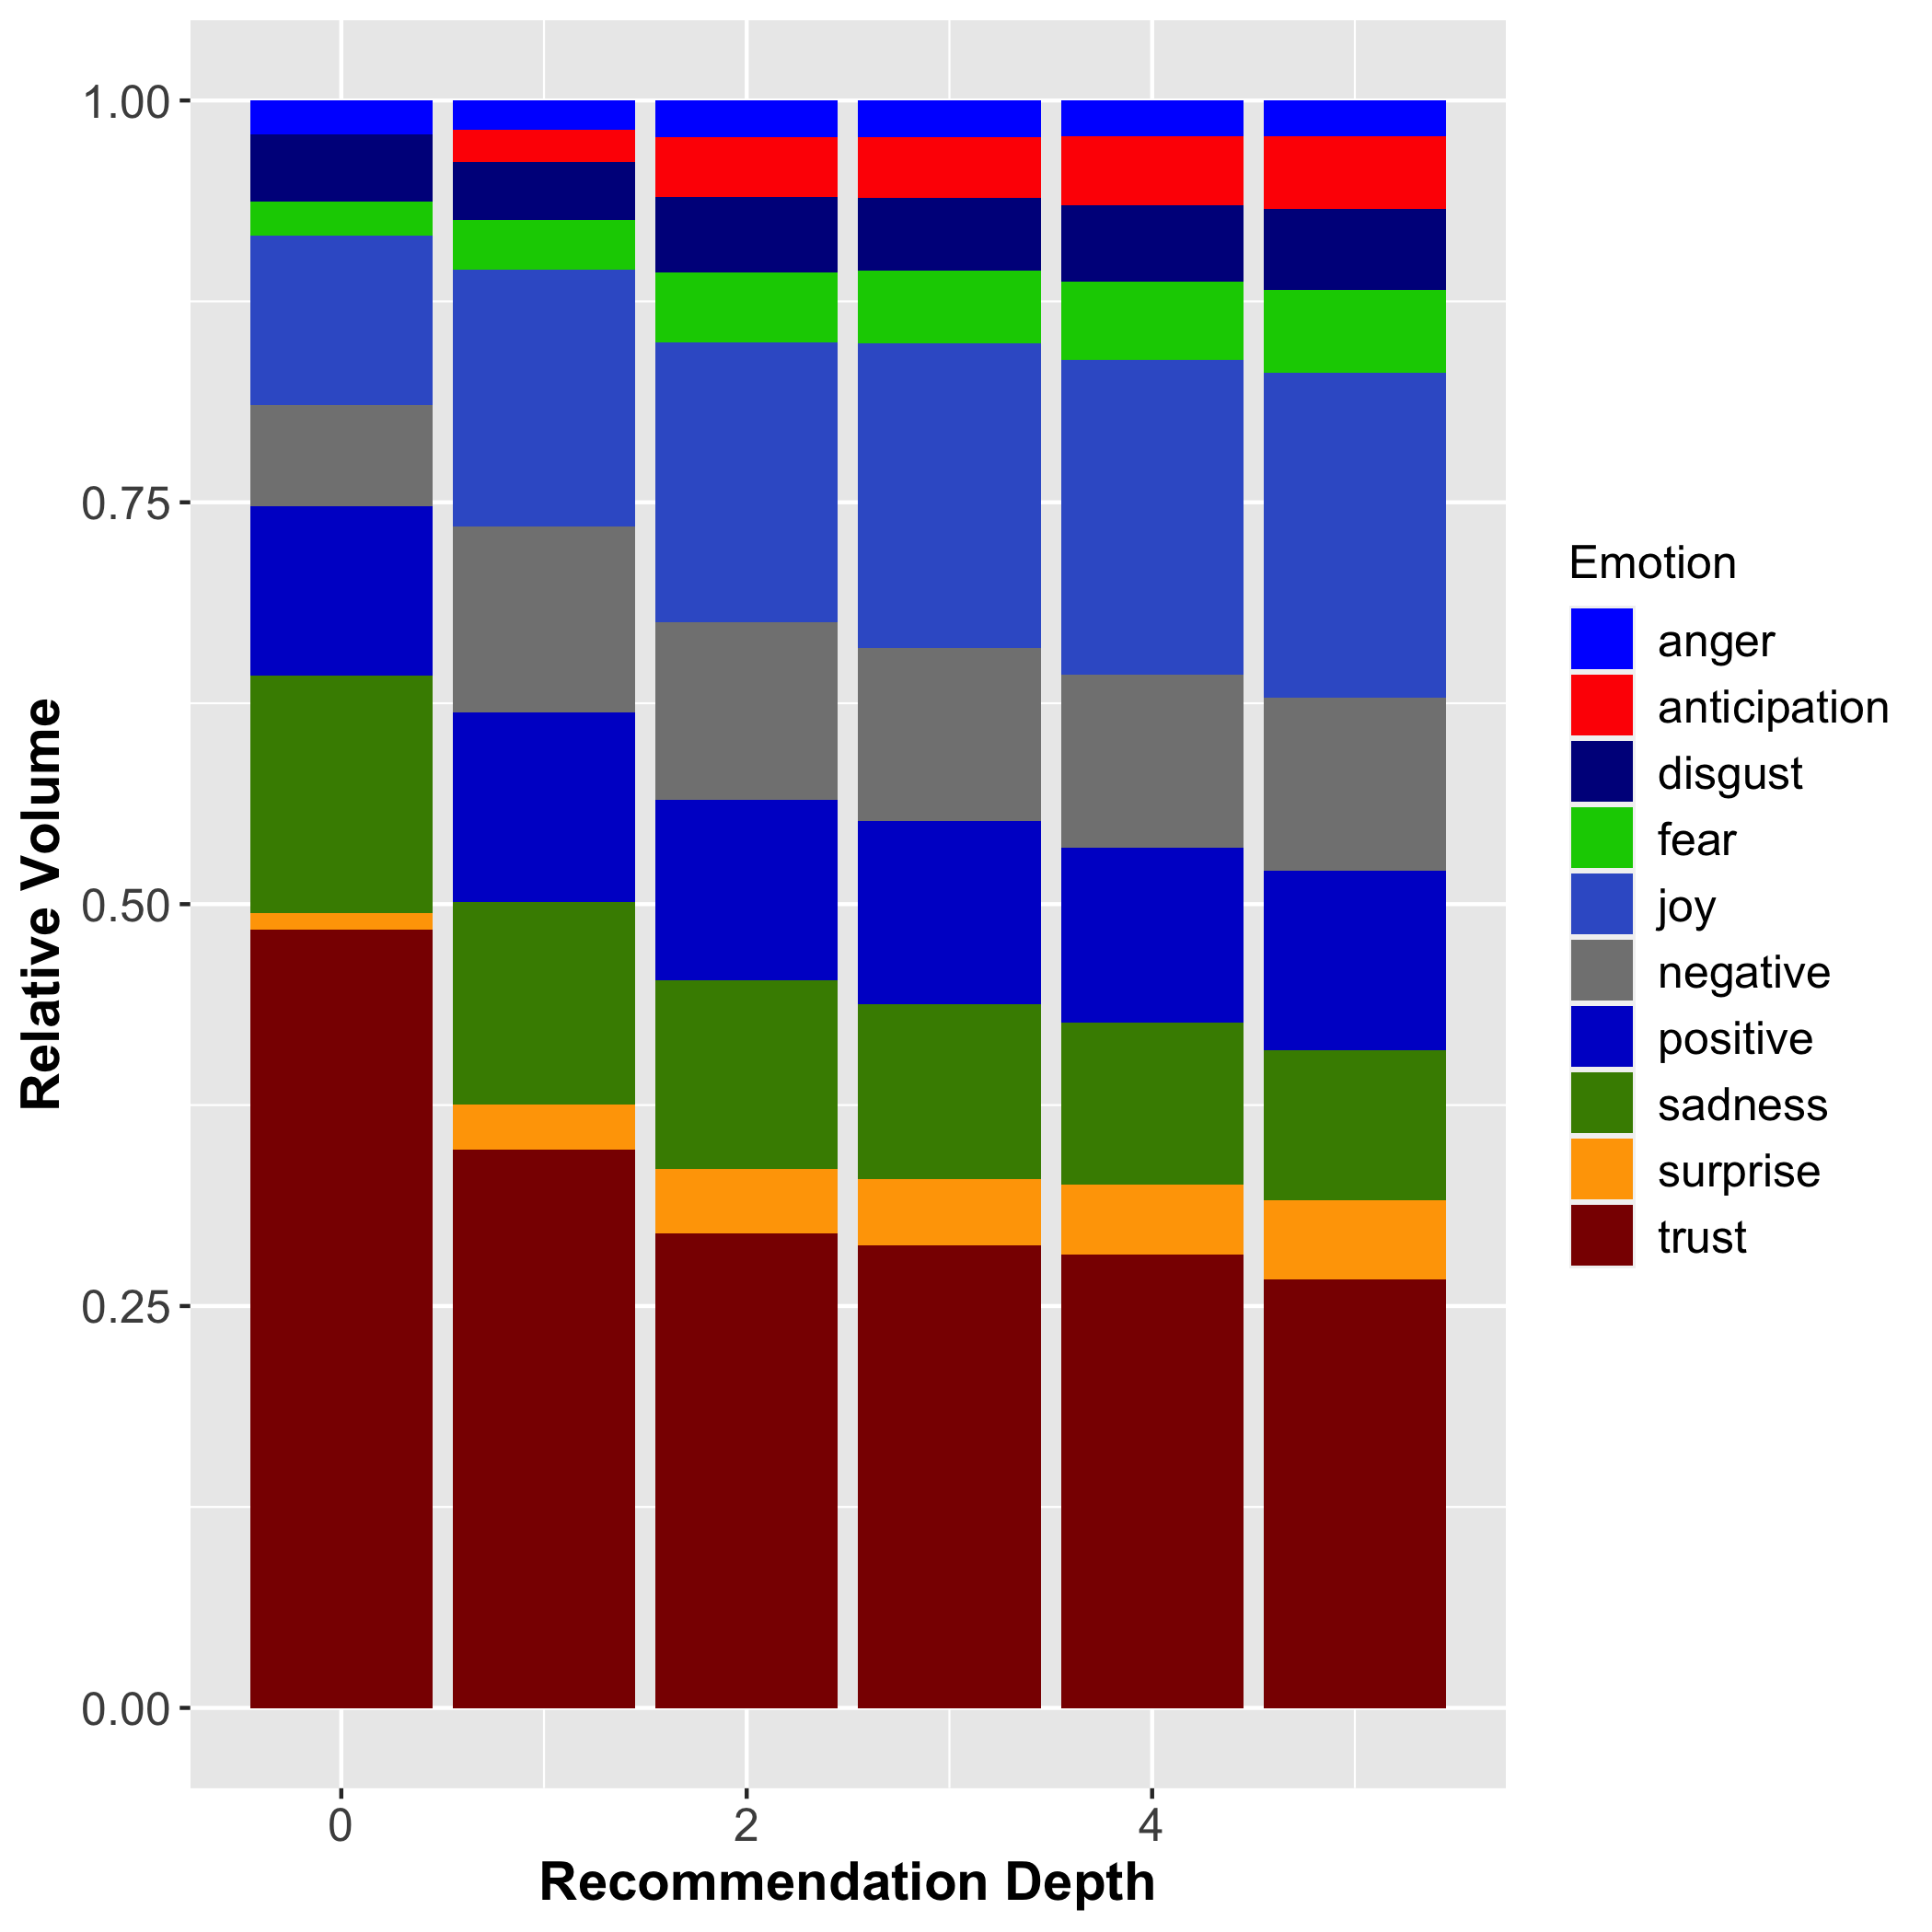 Relative Volume
1.00
0.75
0.50
0.25
0.00
0
2
4
Recommendation Depth
Emotion
anger
anticipation
disgust
fear
joy
negative
positive
sadness
surprise
trust